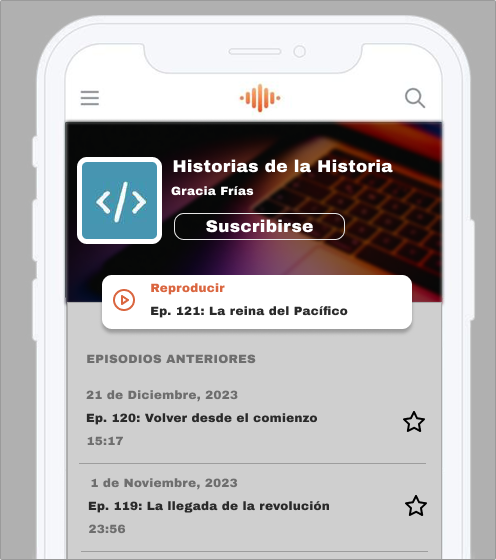 </>
Historias de la Historia
Gracia Frías
Suscribirse
Reproducir
Ep. 121: La reina del Pacífico
EPISODIOS ANTERIORES
21 de Diciembre, 2023
Ep. 120: Volver desde el comienzo
15:17
1 de Noviembre, 2023
Ep. 119: La llegada de la revolución
23:56